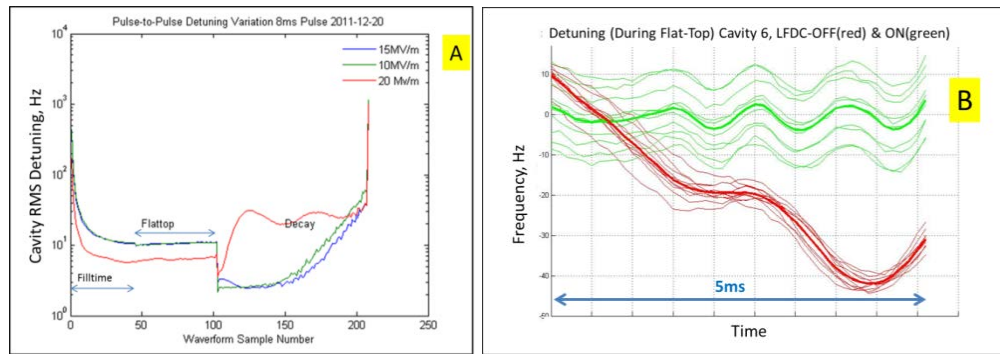 Pulse-to-Pulse Detuning Variation 8ms Pulse 2011-12-20
A
15MV/m
10MV/m
20 Mv/m
Cavity RMS Detuning, Hz
10^4
10^3
10^2
10^1
10^0
Flattop
Decay
Filltime
0 50 100 150 200 250
Waveform Sample Number
: Detuning (During Flat-Top) Cavity 6, LFDC-OFF(red) & ON(green)
B
Frequency, Hz
10
0
-10
-20
-30
-40
-50
5ms
Time